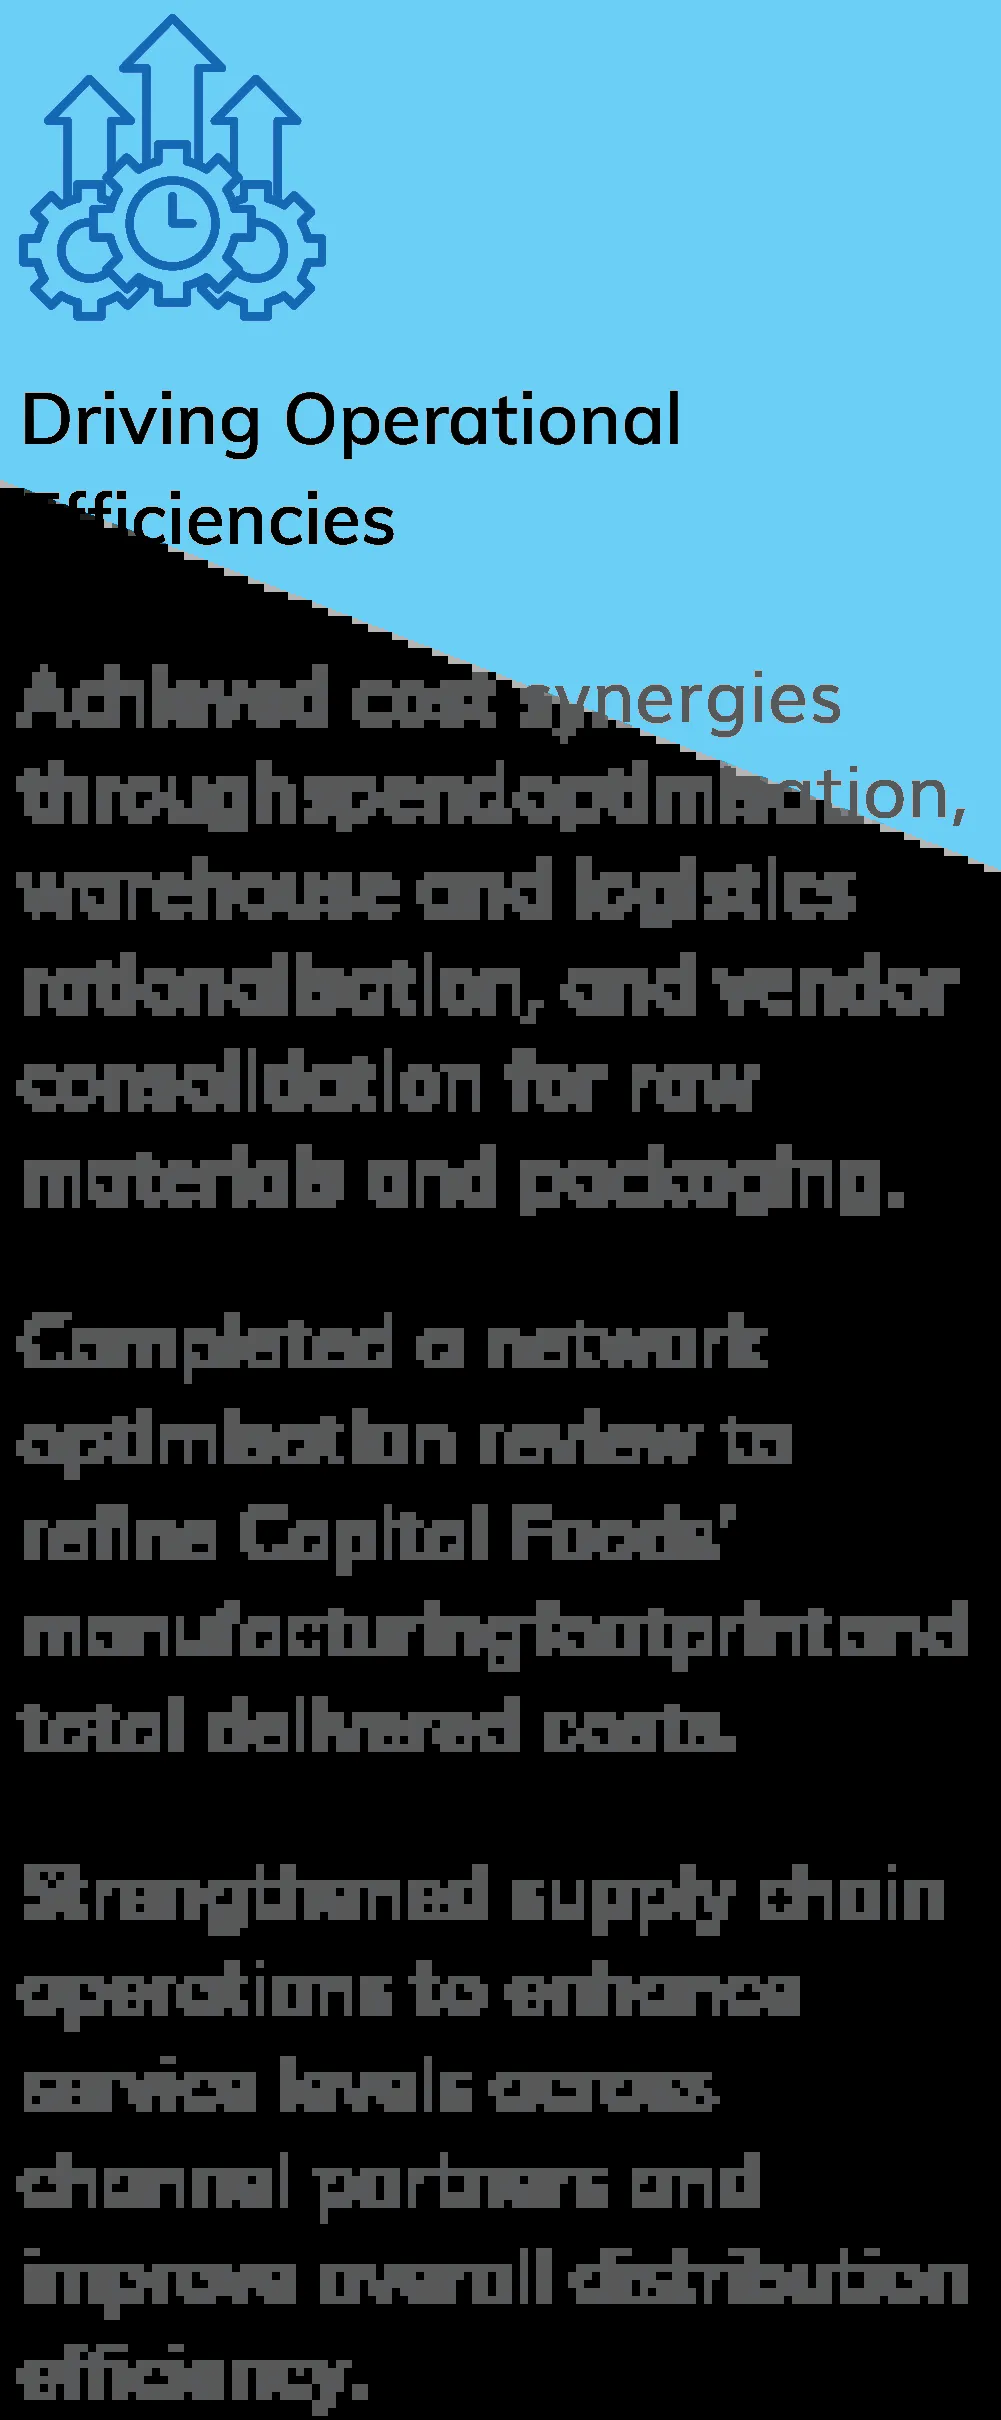 Driving Operational
Efficiencies
Achieved cost synergies
through spend optimisation,
warehouse and logistics
rationalisation, and vendor
consolidation for raw
materials and packaging.
Completed a network
optimisation review to
refine Capital Foods’
manufacturing footprint and
total delivered costs.
Strengthened supply chain
operations to enhance
service levels across
channel partners and
improve overall distribution
efficiency.